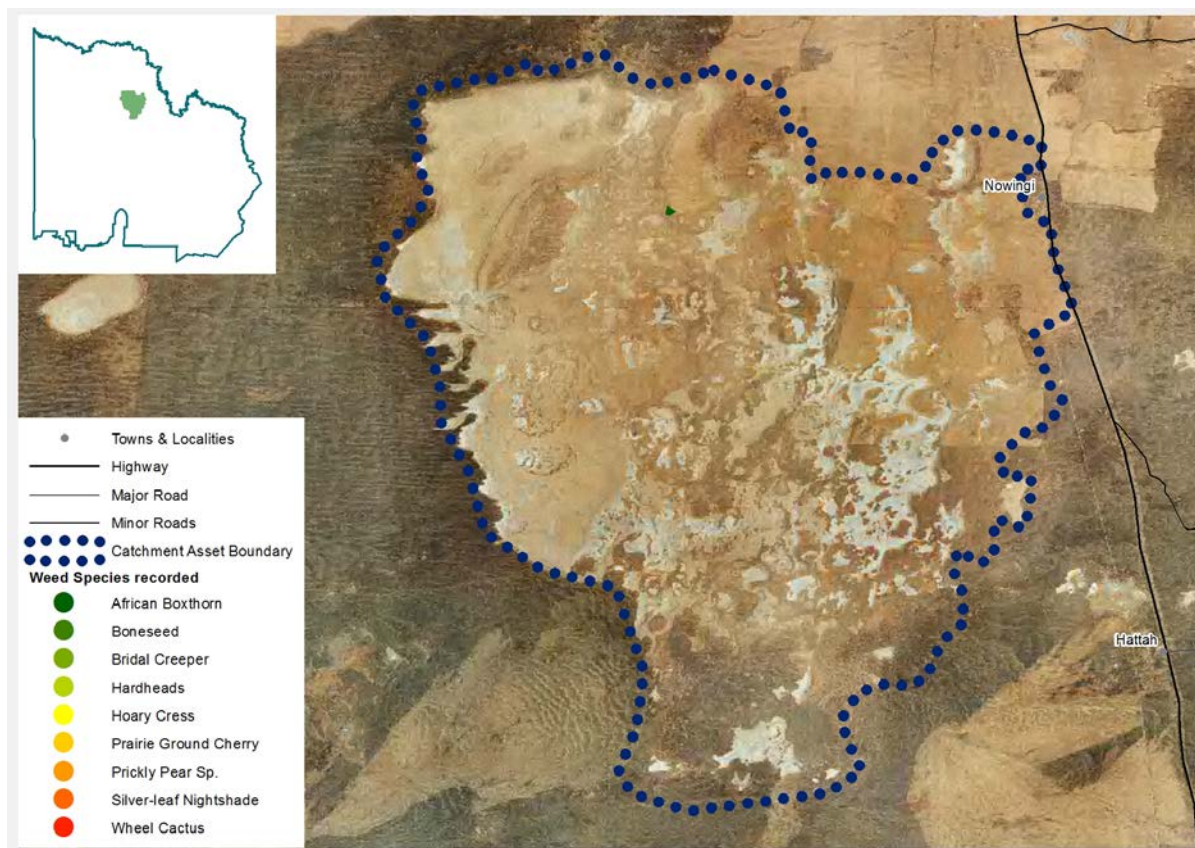 Nowingi
Towns & Localities
Highway
Major Road
Minor Roads
Catchment Asset Boundary
Weed Species recorded
African Boxthorn
Boneseed
Bridal Creeper
Hardheads
Hoary Cress
Prairie Ground Cherry
Prickly Pear Sp.
Silver-leaf Nightshade
Wheel Cactus
Hattah